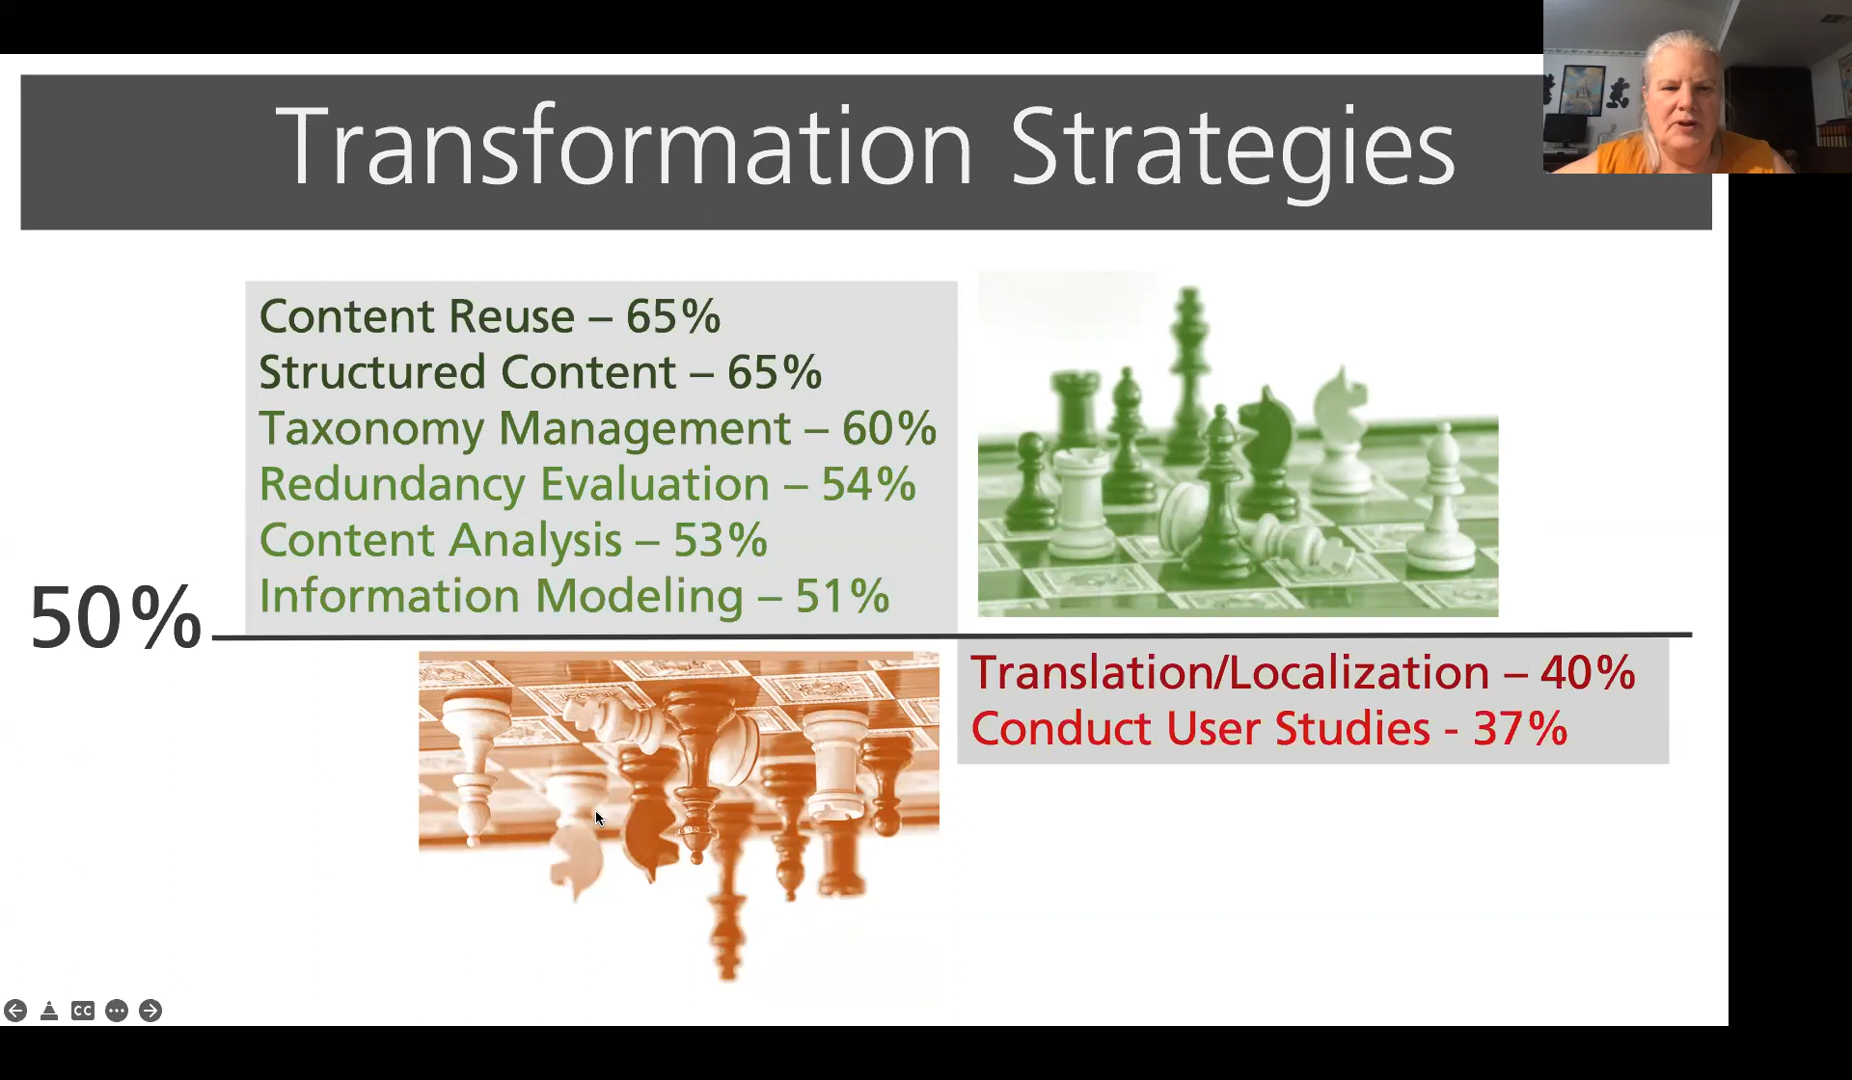 Transformation Strategies
Content Reuse – 65%
Structured Content – 65%
Taxonomy Management – 60%
Redundancy Evaluation – 54%
Content Analysis – 53%
Information Modeling – 51%
50%
Translation/Localization – 40%
Conduct User Studies - 37%
CC